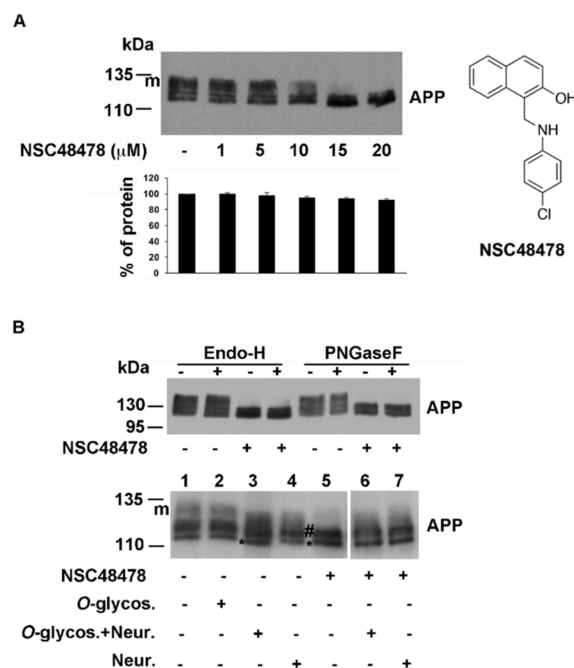 A
kDa
135
m
110
APP
NSC48478 (μM) - 1 5 10 15 20
% of protein
120
100
80
60
40
20
0
OH
NH
Cl
NSC48478
B
Endo-H PNGaseF
kDa - + - + - + - +
130
95
APP
NSC48478 - - + + - - + +
1 2 3 4 5 6 7
135
m
110
* # *
APP
NSC48478 - - - - + + +
O-glycos. - + - - - - -
O-glycos.+Neur. - - + - - + -
Neur. - - - + - - +